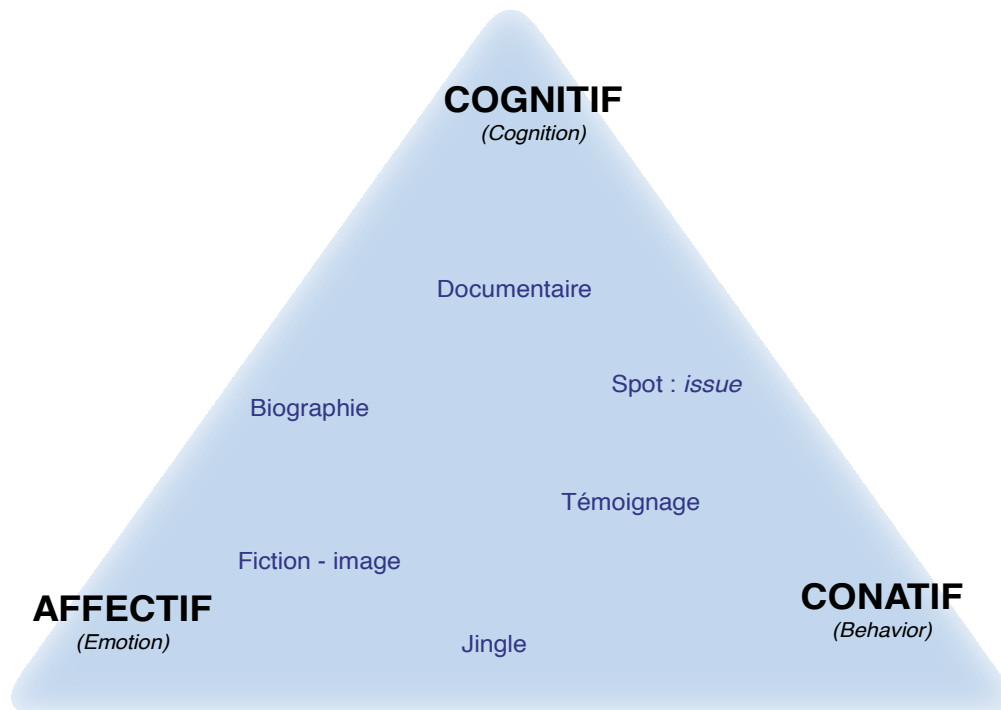 COGNITIF
(Cognition)
Documentaire
Spot : issue
Biographie
Témoignage
Fiction - image
AFFECTIF
(Emotion)
CONATIF
(Behavior)
Jingle